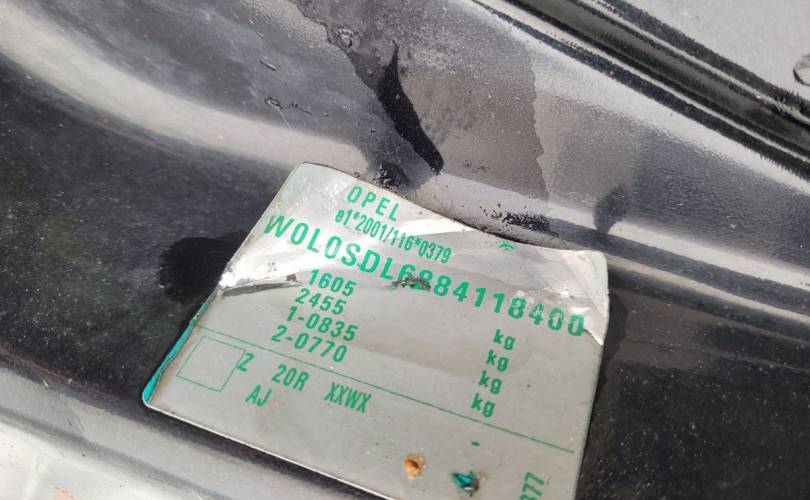 OPEL
e1*2001/116*0379
W0L0SDL6884118400
1605 kg
2455 kg
1-0835 kg
2-0770 kg
Z 20R XXWX
AJ